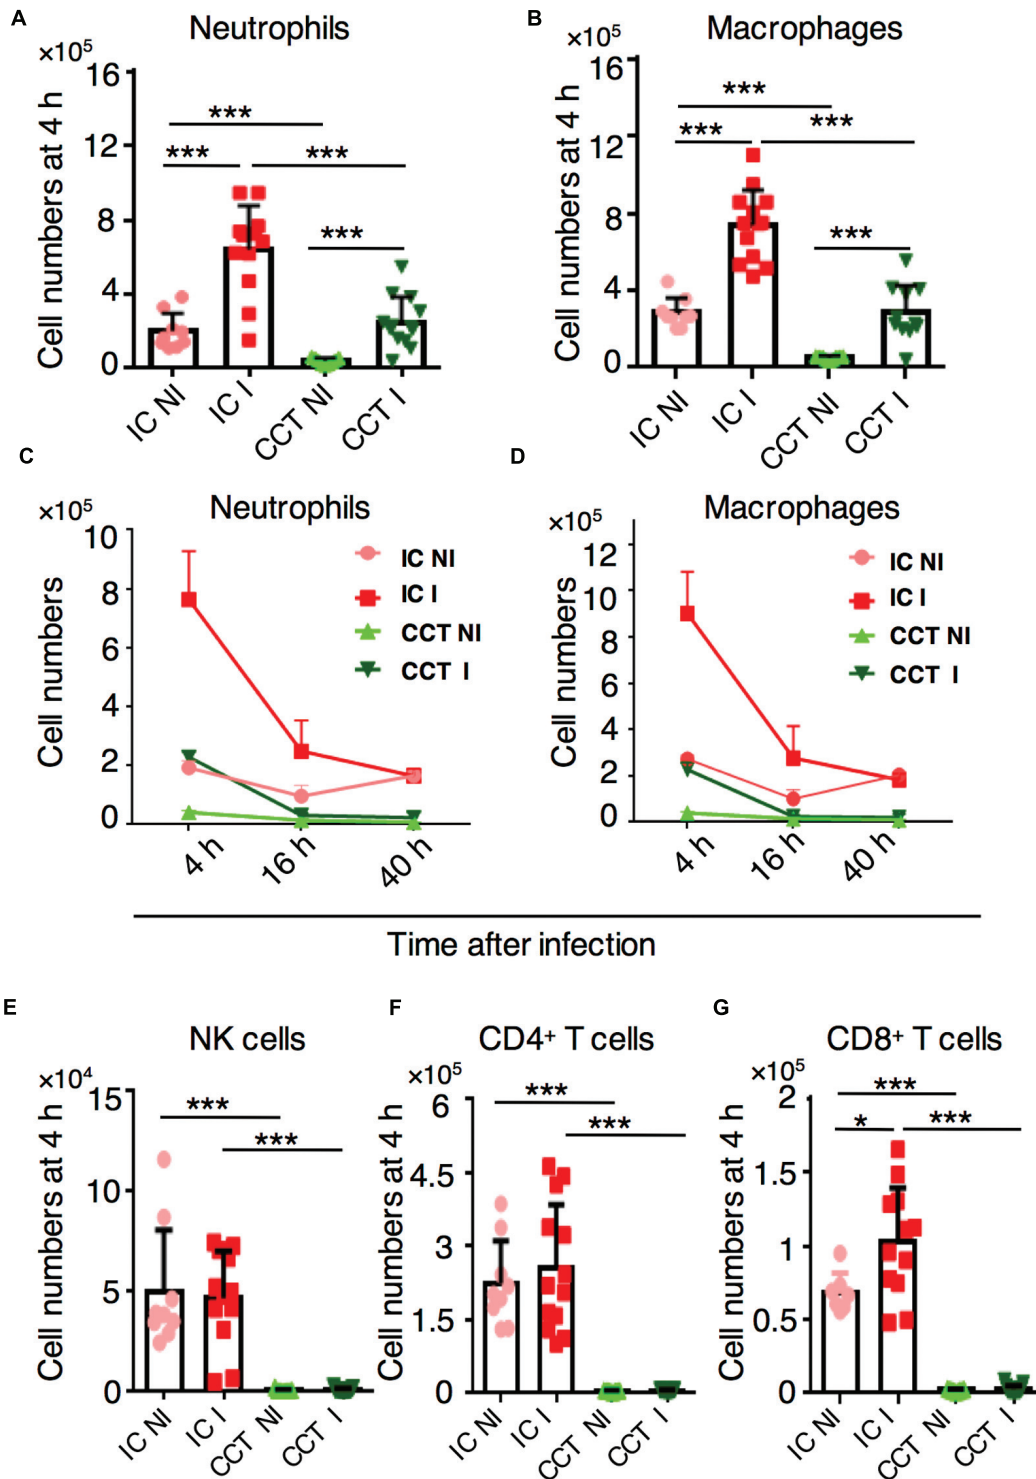 A
Neutrophils
×10⁵
Cell numbers at 4 h
16
12
8
4
0
***
***
***
***
IC NI
IC I
CCT NI
CCT I
B
Macrophages
×10⁵
Cell numbers at 4 h
16
12
8
4
0
***
***
***
***
IC NI
IC I
CCT NI
CCT I
C
Neutrophils
×10⁵
Cell numbers
10
8
6
4
2
0
IC NI
IC I
CCT NI
CCT I
4 h
16 h
40 h
D
Macrophages
×10⁵
Cell numbers
12
10
8
6
4
2
0
IC NI
IC I
CCT NI
CCT I
4 h
16 h
40 h
Time after infection
E
NK cells
×10⁴
Cell numbers at 4 h
15
10
5
0
***
***
IC NI
IC I
CCT NI
CCT I
F
CD4⁺ T cells
×10⁵
Cell numbers at 4 h
6
4.5
3
1.5
0
***
***
IC NI
IC I
CCT NI
CCT I
G
CD8⁺ T cells
×10⁵
Cell numbers at 4 h
2
1.5
1
0.5
0
***
*
***
IC NI
IC I
CCT NI
CCT I